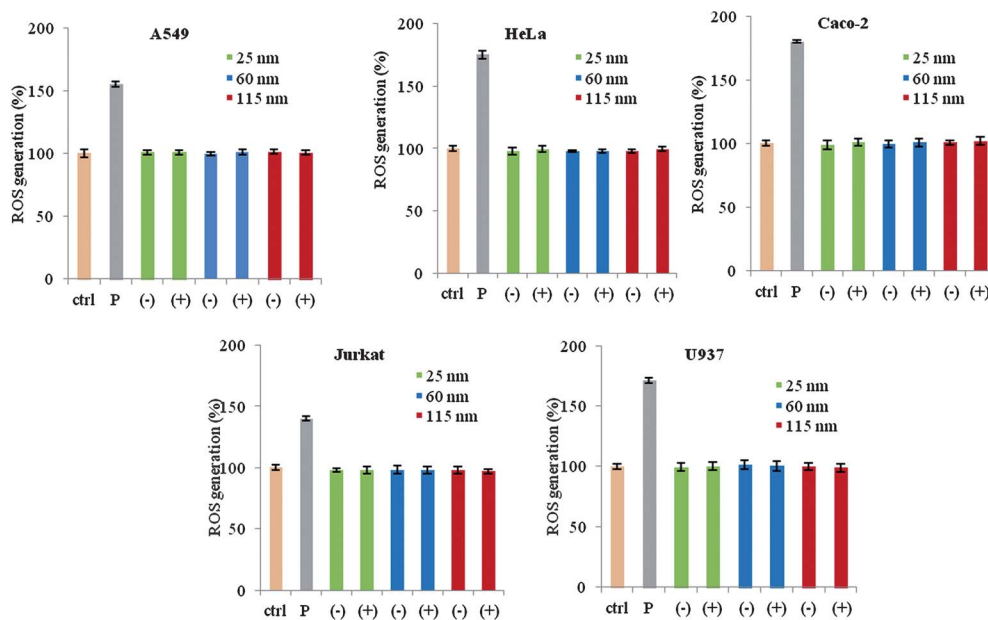 A549
ROS generation (%)
200
150
100
50
0
25 nm
60 nm
115 nm
ctrl P (-) (+) (-) (+) (-) (+)
HeLa
ROS generation (%)
200
150
100
50
0
25 nm
60 nm
115 nm
ctrl P (-) (+) (-) (+) (-) (+)
Caco-2
ROS generation (%)
200
150
100
50
0
25 nm
60 nm
115 nm
ctrl P (-) (+) (-) (+) (-) (+)
Jurkat
ROS generation (%)
200
150
100
50
0
25 nm
60 nm
115 nm
ctrl P (-) (+) (-) (+) (-) (+)
U937
ROS generation (%)
200
150
100
50
0
25 nm
60 nm
115 nm
ctrl P (-) (+) (-) (+) (-) (+)